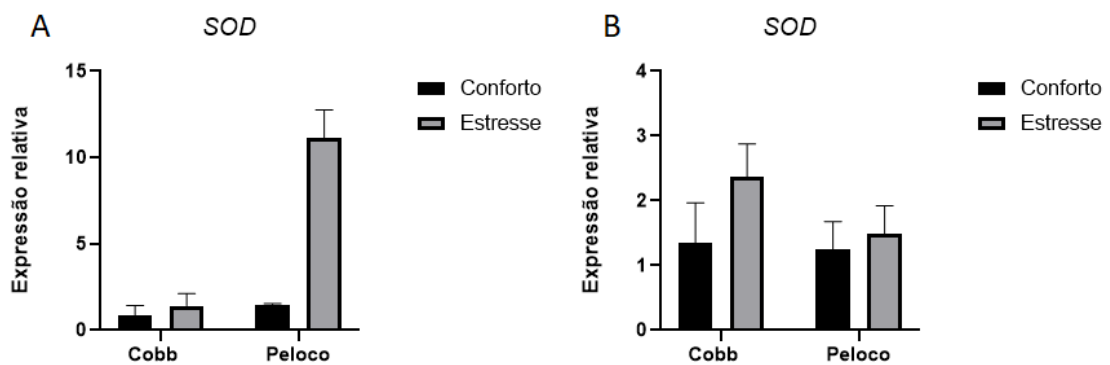 A
SOD
Expressão relativa
15
10
5
0
Cobb
Peloco
Conforto
Estresse
B
SOD
Expressão relativa
4
3
2
1
0
Cobb
Peloco
Conforto
Estresse